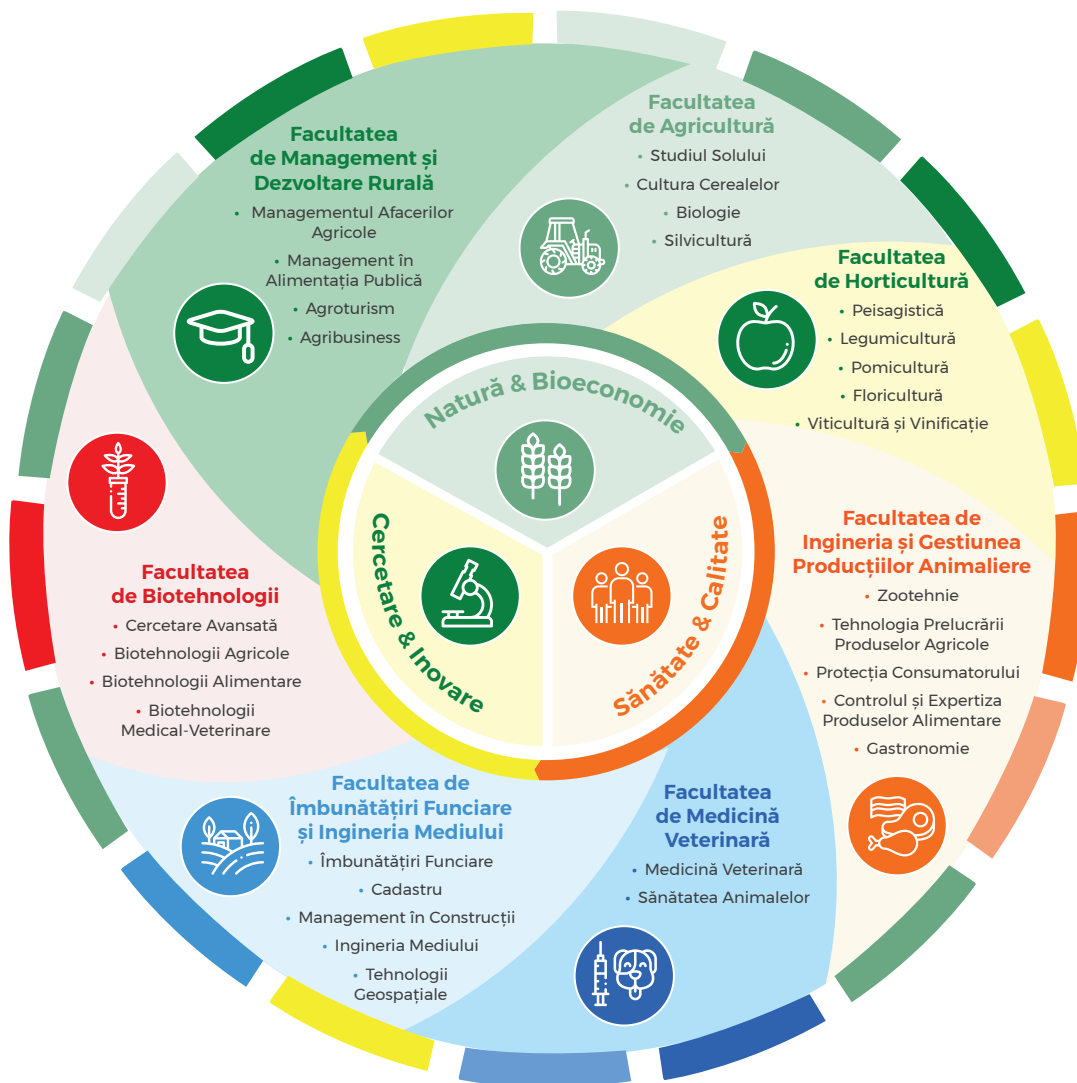 Facultatea
de Agricultură
• Studiul Solului
• Cultura Cerealelor
• Biologie
• Silvicultură
Facultatea
de Management și
Dezvoltare Rurală
• Managementul Afacerilor
Agricole
• Management în
Alimentația Publică
• Agroturism
• Agribusiness
Facultatea
de Horticultură
• Peisagistică
• Legumicultură
• Pomicultură
• Floricultură
• Viticultură și Vinificație
Natură & Bioeconomie
Cercetare & Inovare
Sănătate & Calitate
Facultatea de
Ingineria și Gestiunea
Producțiilor Animaliere
• Zootehnie
• Tehnologia Prelucrării
Produselor Agricole
• Protecția Consumatorului
• Controlul și Expertiza
Produselor Alimentare
• Gastronomie
Facultatea
de Biotehnologii
• Cercetare Avansată
• Biotehnologii Agricole
• Biotehnologii Alimentare
• Biotehnologii
Medical-Veterinare
Facultatea de
Îmbunătățiri Funciare
și Ingineria Mediului
• Îmbunătățiri Funciare
• Cadastru
• Management în Construcții
• Ingineria Mediului
• Tehnologii
Geospațiale
Facultatea
de Medicină
Veterinară
• Medicină Veterinară
• Sănătatea Animalelor